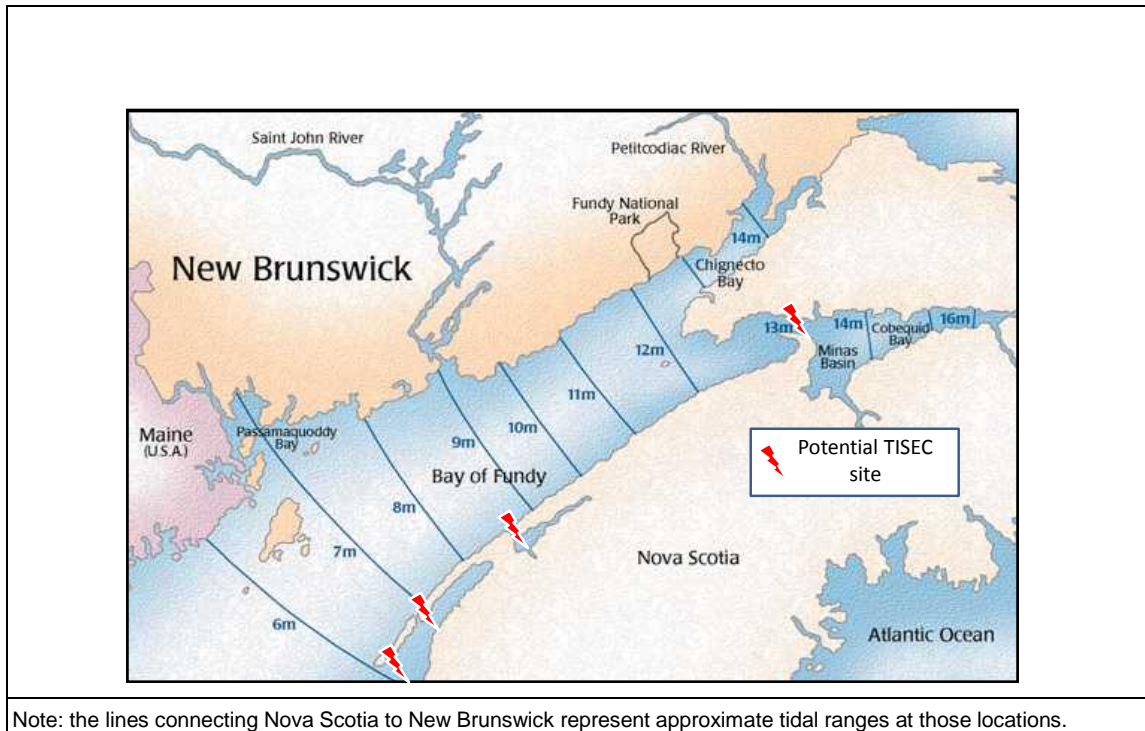 Saint John River
Petitcodiac River
Fundy National
Park
New Brunswick
14m
Chignecto
Bay
13m
14m
Cobequid
Bay
16m
Minas
Basin
12m
11m
Maine
(U.S.A.)
Passamaquoddy
Bay
9m
10m
Bay of Fundy
8m
7m
6m
Potential TISEC
site
Nova Scotia
Atlantic Ocean
Note: the lines connecting Nova Scotia to New Brunswick represent approximate tidal ranges at those locations.